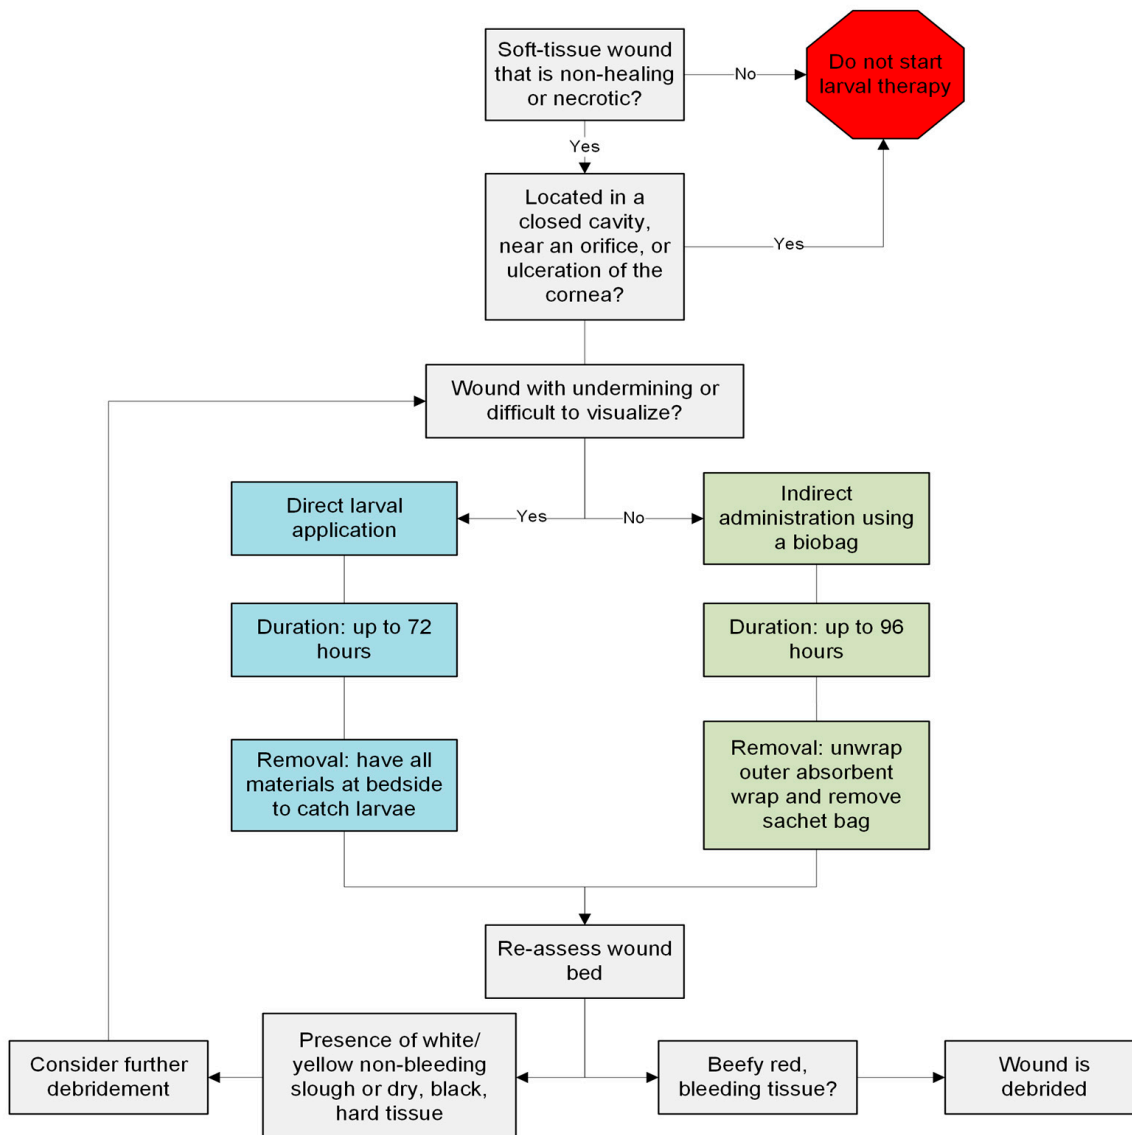 Soft-tissue wound
that is non-healing
or necrotic?
No
Do not start
larval therapy
Yes
Located in a
closed cavity,
near an orifice, or
ulceration of the
cornea?
Yes
Wound with undermining or
difficult to visualize?
Direct larval
application
Yes
No
Indirect
administration using
a biobag
Duration: up to 72
hours
Duration: up to 96
hours
Removal: have all
materials at bedside
to catch larvae
Removal: unwrap
outer absorbent
wrap and remove
sachet bag
Re-assess wound
bed
Consider further
debridement
Presence of white/
yellow non-bleeding
slough or dry, black,
hard tissue
Beefy red,
bleeding tissue?
Wound is
debrided